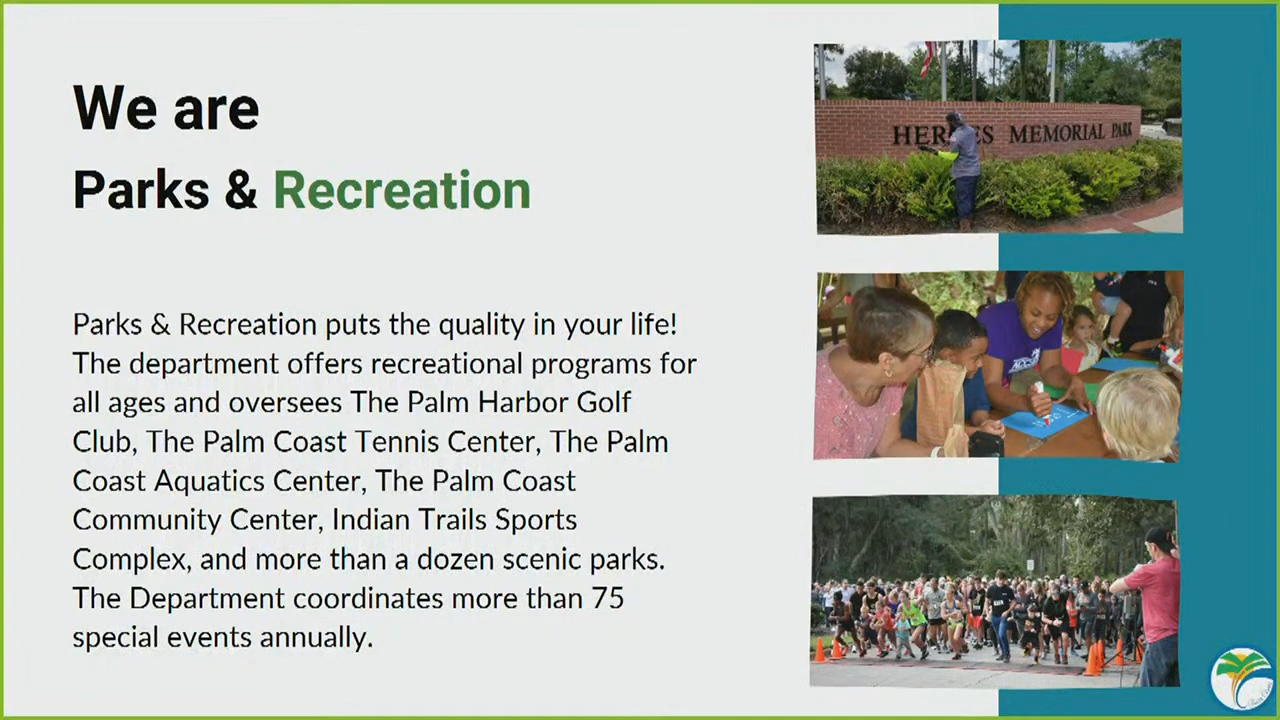 We are
Parks & Recreation
Parks & Recreation puts the quality in your life!
The department offers recreational programs for
all ages and oversees The Palm Harbor Golf
Club, The Palm Coast Tennis Center, The Palm
Coast Aquatics Center, The Palm Coast
Community Center, Indian Trails Sports
Complex, and more than a dozen scenic parks.
The Department coordinates more than 75
special events annually.
MEMORIAL PARK